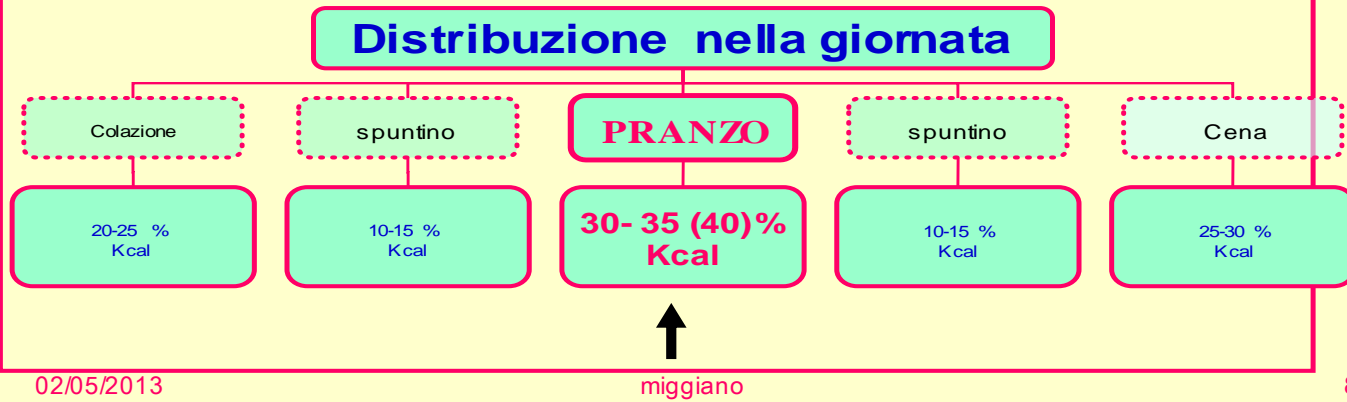 Distribuzione nella giornata
Colazione
spuntino
PRANZO
spuntino
Cena
20-25 %
Kcal
10-15 %
Kcal
30- 35 (40)%
Kcal
10-15 %
Kcal
25-30 %
Kcal
02/05/2013
miggiano